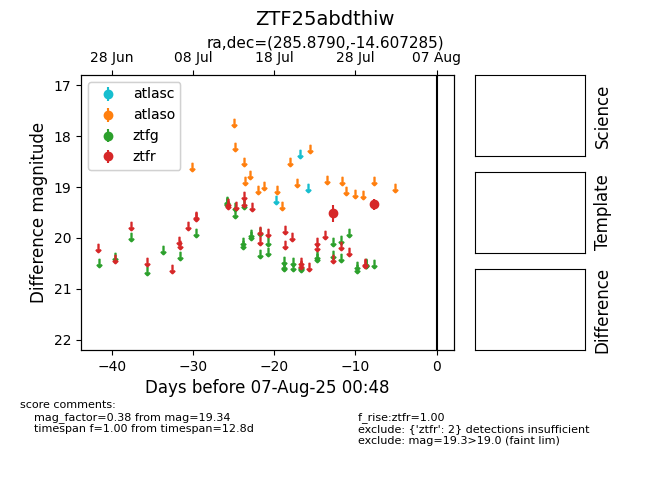 ZTF25abdthiw
ra,dec=(285.8790,-14.607285)
28 Jun 08 Jul 18 Jul 28 Jul 07 Aug
atlasc
atlaso
ztfg
ztfr
17
18
19
20
21
22
Difference magnitude
−40 −30 −20 −10 0
Days before 07-Aug-25 00:48
Science
Template
Difference
score comments:
mag_factor=0.38 from mag=19.34
timespan f=1.00 from timespan=12.8d
f_rise:ztfr=1.00
exclude: {'ztfr': 2} detections insufficient
exclude: mag=19.3>19.0 (faint lim)